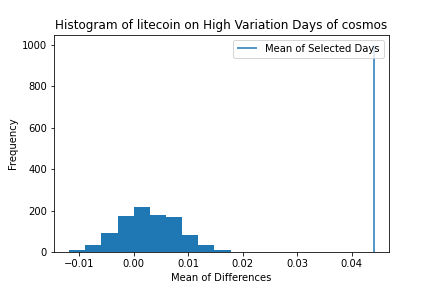 Histogram of litecoin on High Variation Days of cosmos
Mean of Selected Days
1000
800
600
400
200
0
Frequency
-0.01 0.00 0.01 0.02 0.03 0.04
Mean of Differences